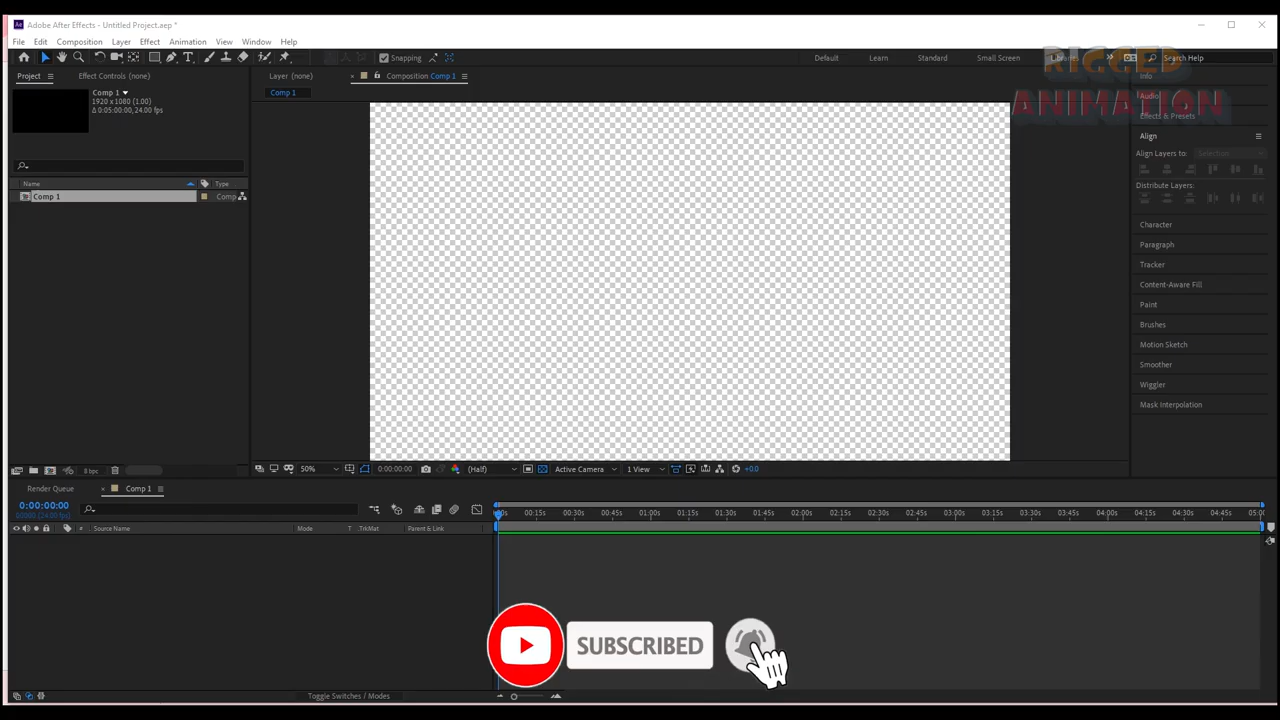 Adobe After Effects - Untitled Project.aep *
File Edit Composition Layer Effect Animation View Window Help
Snapping Default Learn Standard Small Screen Libraries Search Help
RIGGED
ANIMATION
Project Effect Controls (none) Layer (none) Composition Comp 1 Info
Comp 1
1920 x 1080 (1.00)
Δ 0:05:00:00, 24.00 fps
Comp 1
Audio
Effects & Presets
Align
Align Layers to: Selection
Distribute Layers:
Name Type
Comp 1 Comp
Character
Paragraph
Tracker
Content-Aware Fill
Paint
Brushes
Motion Sketch
Smoother
Wiggler
Mask Interpolation
8 bpc 50% 0:00:00:00 (Half) Active Camera 1 View +0.0
Render Queue Comp 1
0:00:00:00
00000 (24.00 fps)
00:15s 00:30s 00:45s 01:00s 01:15s 01:30s 01:45s 02:00s 02:15s 02:30s 02:45s 03:00s 03:15s 03:30s 03:45s 04:00s 04:15s 04:30s 04:45s
# Source Name Mode T TrkMat Parent & Link
SUBSCRIBED
Toggle Switches / Modes